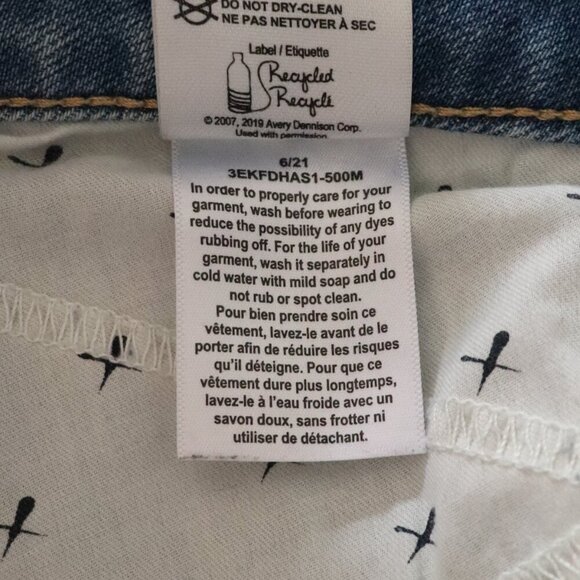 DO NOT DRY-CLEAN
NE PAS NETTOYER À SEC
Label / Etiquette
Recycled
Recyclé
© 2007, 2019 Avery Dennison Corp.
Used with permission.
6/21
3EKFDHAS1-500M
In order to properly care for your
garment, wash before wearing to
reduce the possibility of any dyes
rubbing off. For the life of your
garment, wash it separately in
cold water with mild soap and do
not rub or spot clean.
Pour bien prendre soin ce
vêtement, lavez-le avant de le
porter afin de réduire les risques
qu'il déteigne. Pour que ce
vêtement dure plus longtemps,
lavez-le à l'eau froide avec un
savon doux, sans frotter ni
utiliser de détachant.